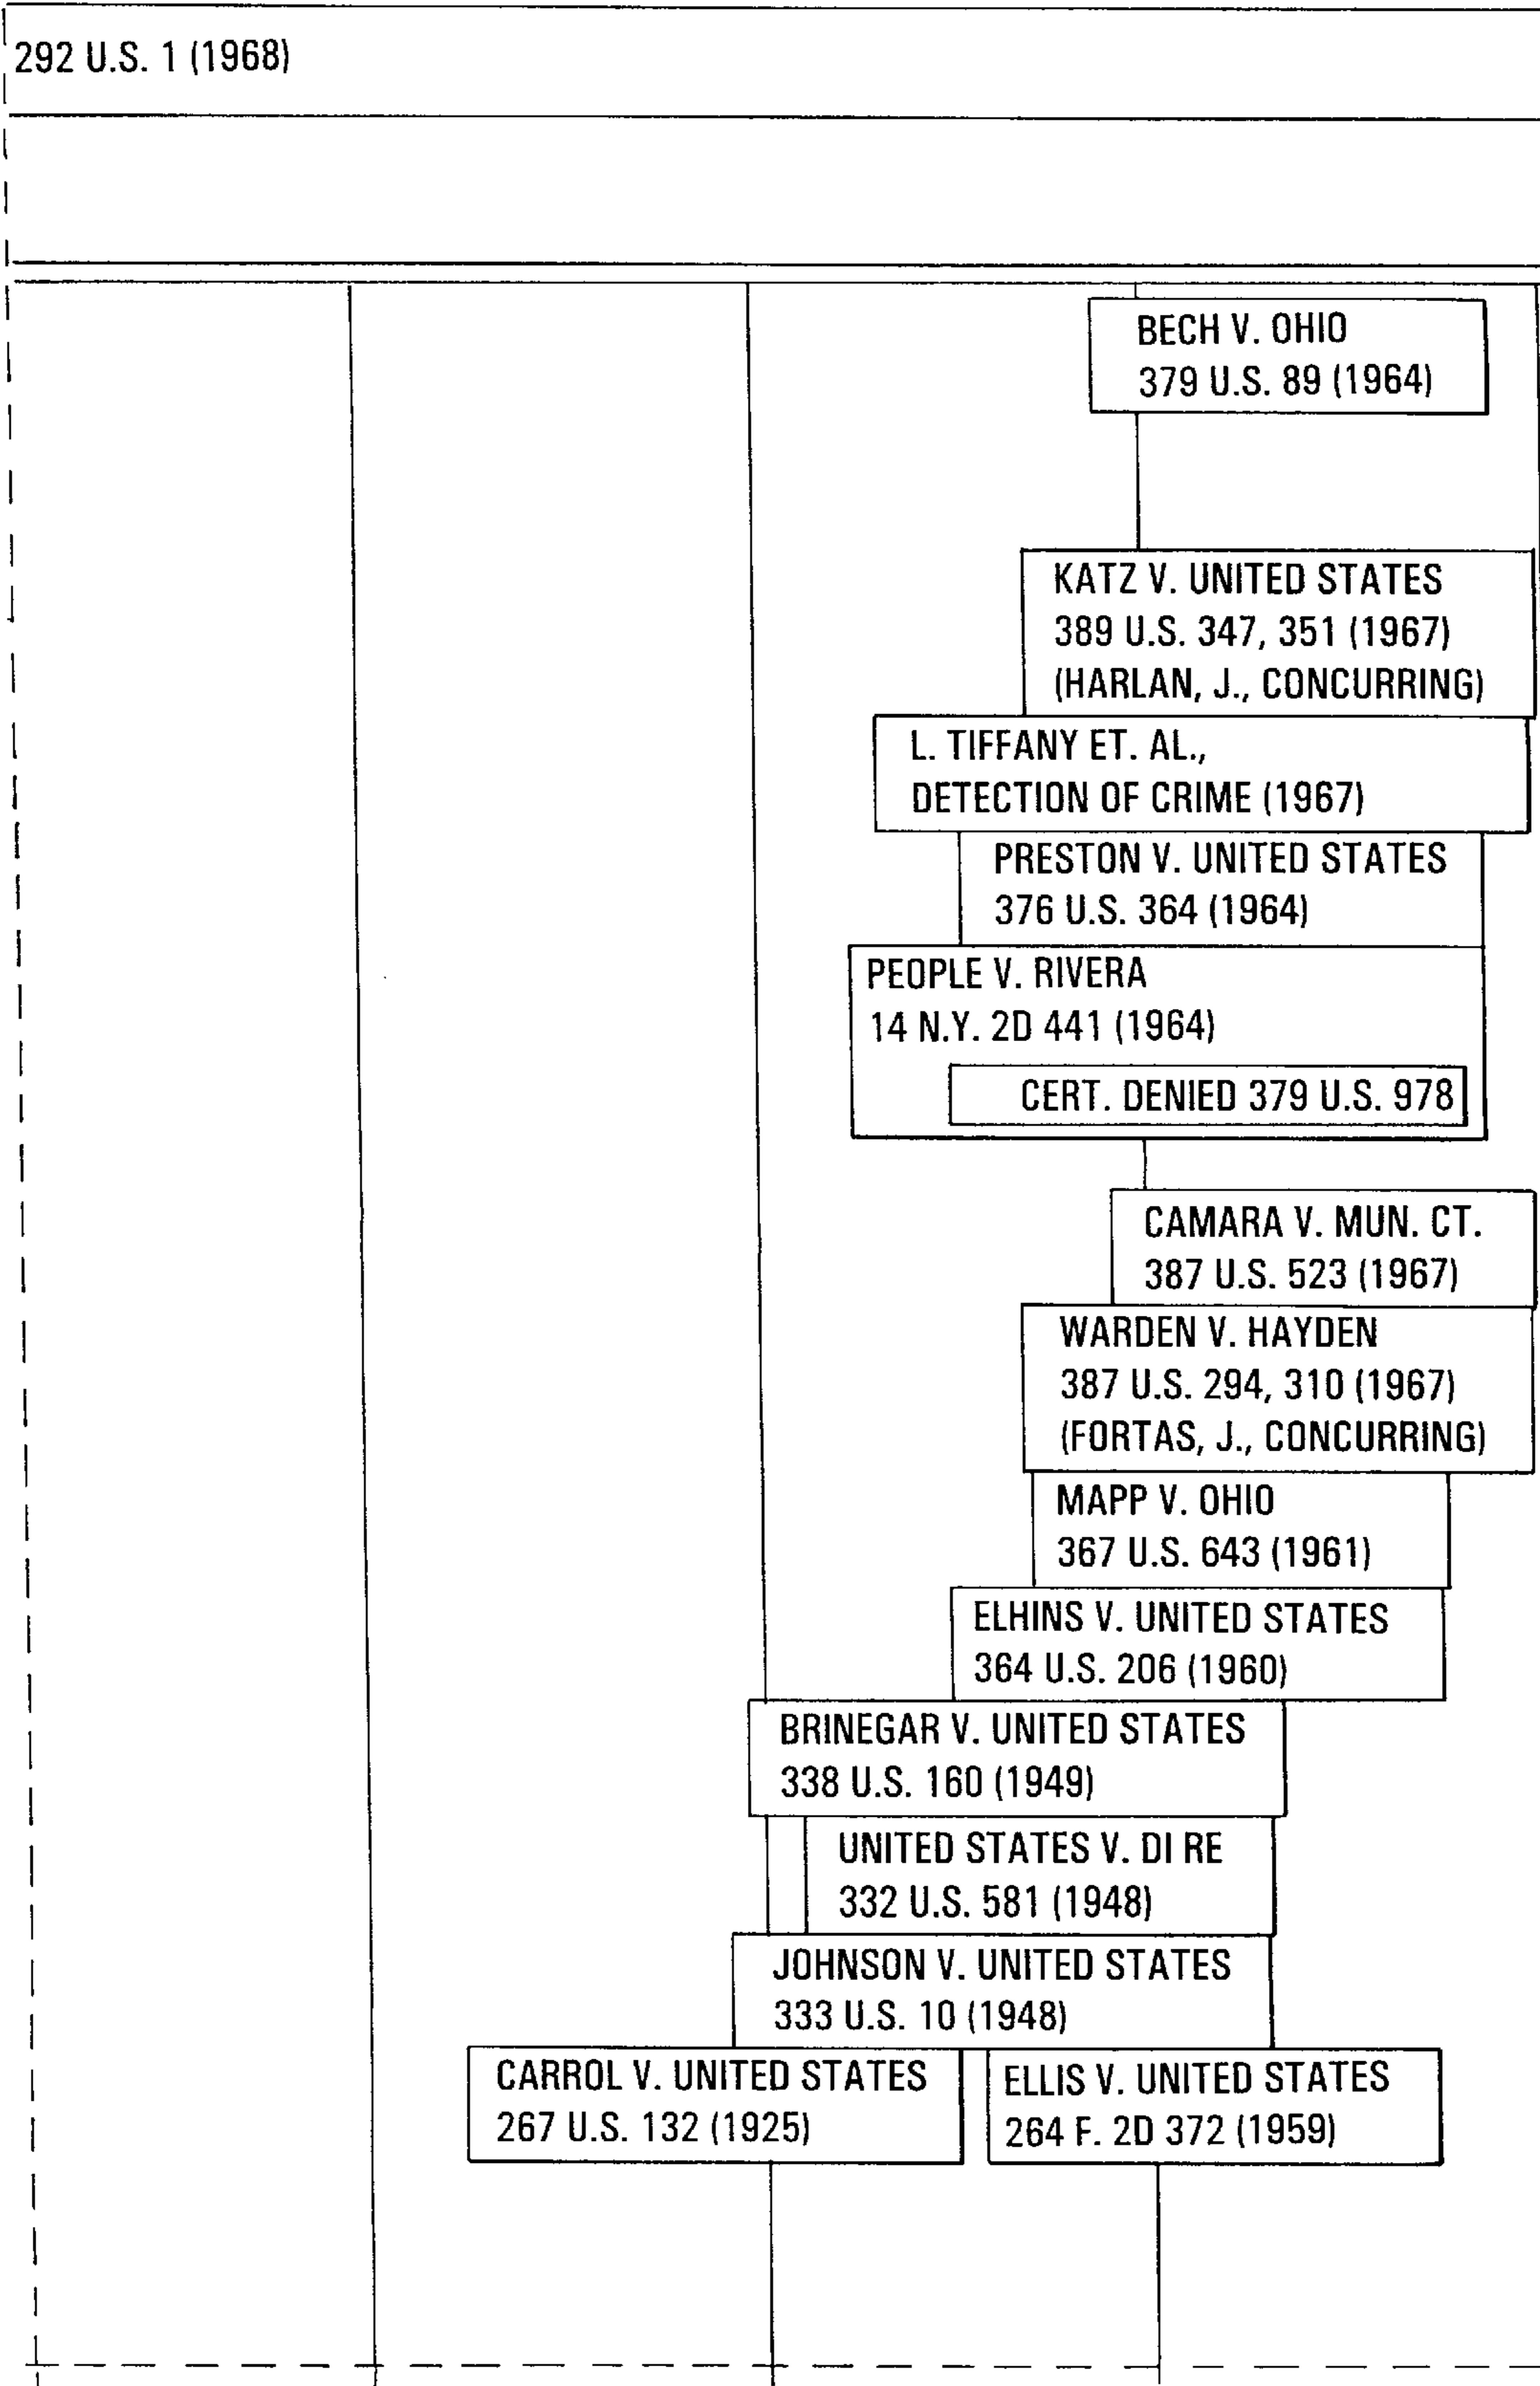 292 U.S. 1 (1968)
BECH V. OHIO
379 U.S. 89 (1964)
KATZ V. UNITED STATES
389 U.S. 347, 351 (1967)
(HARLAN, J., CONCURRING)
L. TIFFANY ET. AL.,
DETECTION OF CRIME (1967)
PRESTON V. UNITED STATES
376 U.S. 364 (1964)
PEOPLE V. RIVERA
14 N.Y. 2D 441 (1964)
CERT. DENIED 379 U.S. 978
CAMARA V. MUN. CT.
387 U.S. 523 (1967)
WARDEN V. HAYDEN
387 U.S. 294, 310 (1967)
(FORTAS, J., CONCURRING)
MAPP V. OHIO
367 U.S. 643 (1961)
ELHINS V. UNITED STATES
364 U.S. 206 (1960)
BRINEGAR V. UNITED STATES
338 U.S. 160 (1949)
UNITED STATES V. DI RE
332 U.S. 581 (1948)
JOHNSON V. UNITED STATES
333 U.S. 10 (1948)
CARROL V. UNITED STATES
267 U.S. 132 (1925)
ELLIS V. UNITED STATES
264 F. 2D 372 (1959)